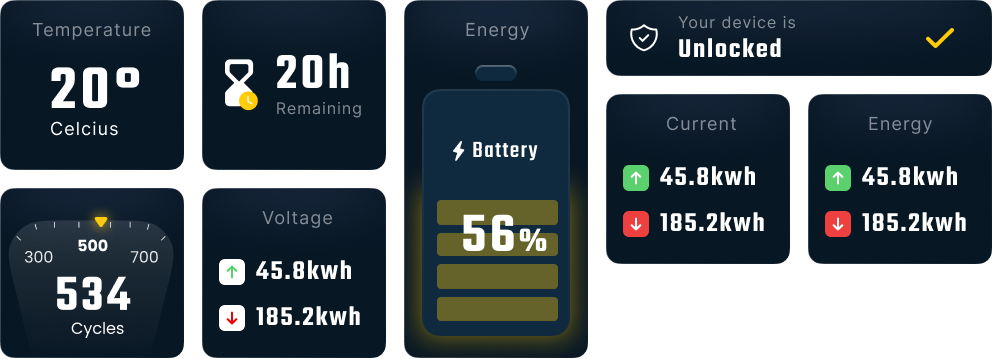 Temperature
20°
Celcius
20h
Remaining
Energy
Battery
56%
Your device is
Unlocked
Current
45.8kwh
185.2kwh
Energy
45.8kwh
185.2kwh
300
500
700
534
Cycles
Voltage
45.8kwh
185.2kwh